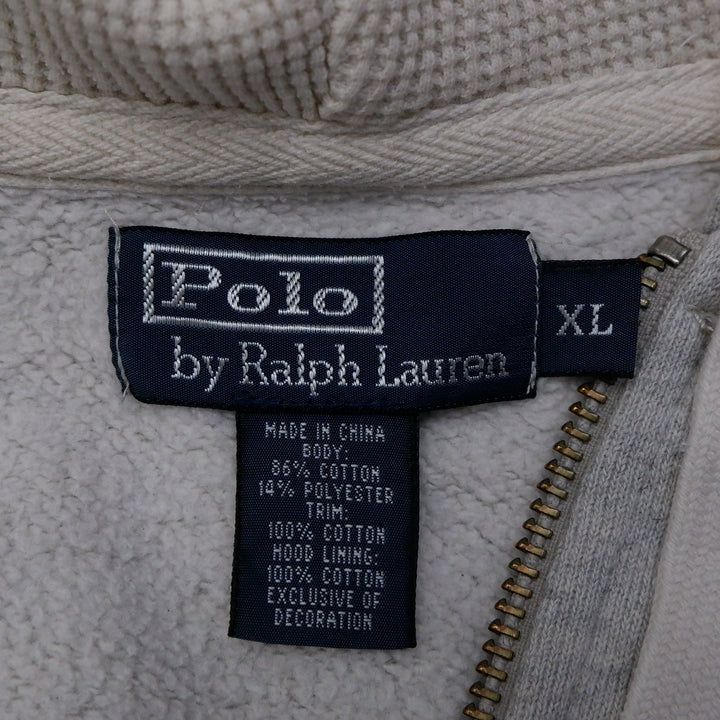 Polo
by Ralph Lauren
XL
MADE IN CHINA
BODY:
86% COTTON
14% POLYESTER
TRIM:
100% COTTON
HOOD LINING:
100% COTTON
EXCLUSIVE OF
DECORATION